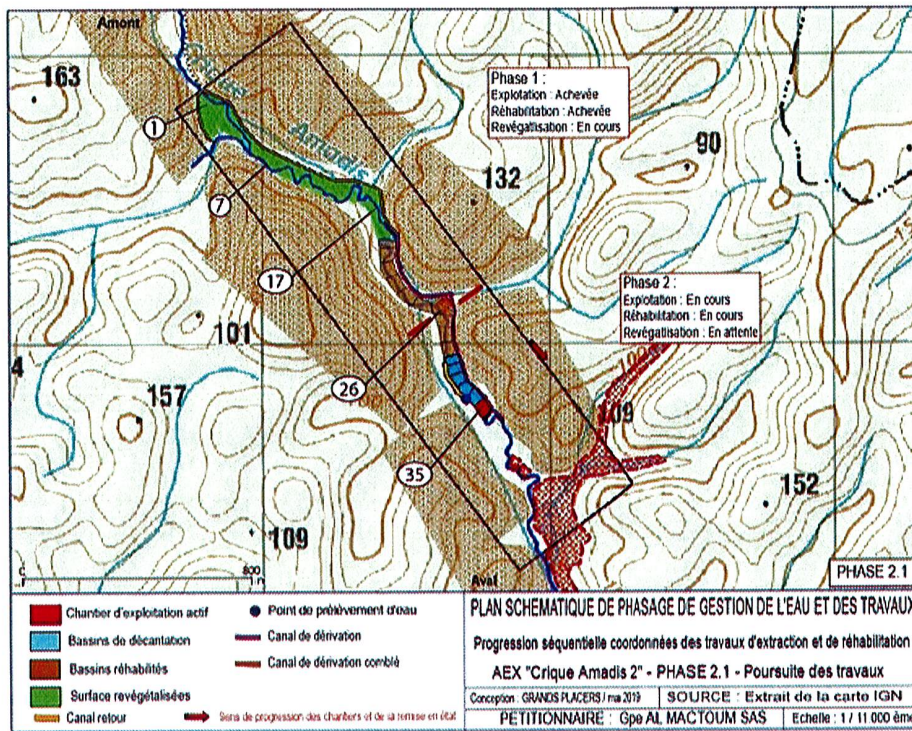 Amont
163
Phase 1 :
Explotation : Achevée
Réhabilitation : Achevée
Revégatlisation : En cours
1
90
Amadis
132
7
17
Phase 2 :
Explotation : En cours
Réhabilitation : En cours
Revégatisation : En attente
101
4
100
157
26
109
35
152
109
800
Aval
PHASE 2.1
Chantier d'exploitation actif
Bassins de décantation
Bassins réhabilités
Surface revégétalisées
Canal retour
Point de prélèvement d'eau
Canal de dérivation
Canal de dérivation comblé
Sens de progression des chantiers et de la remise en état
PLAN SCHEMATIQUE DE PHASAGE DE GESTION DE L'EAU ET DES TRAVAUX
Progression séquentielle coordonnées des travaux d'extraction et de réhabilitation
AEX "Crique Amadis 2" - PHASE 2.1 - Poursuite des travaux
Conception : GRANDS PLACERS / mai 2019
SOURCE : Extrait de la carte IGN
PETITIONNAIRE : Gpe AL MACTOUM SAS
Echelle : 1 / 11 000 ème